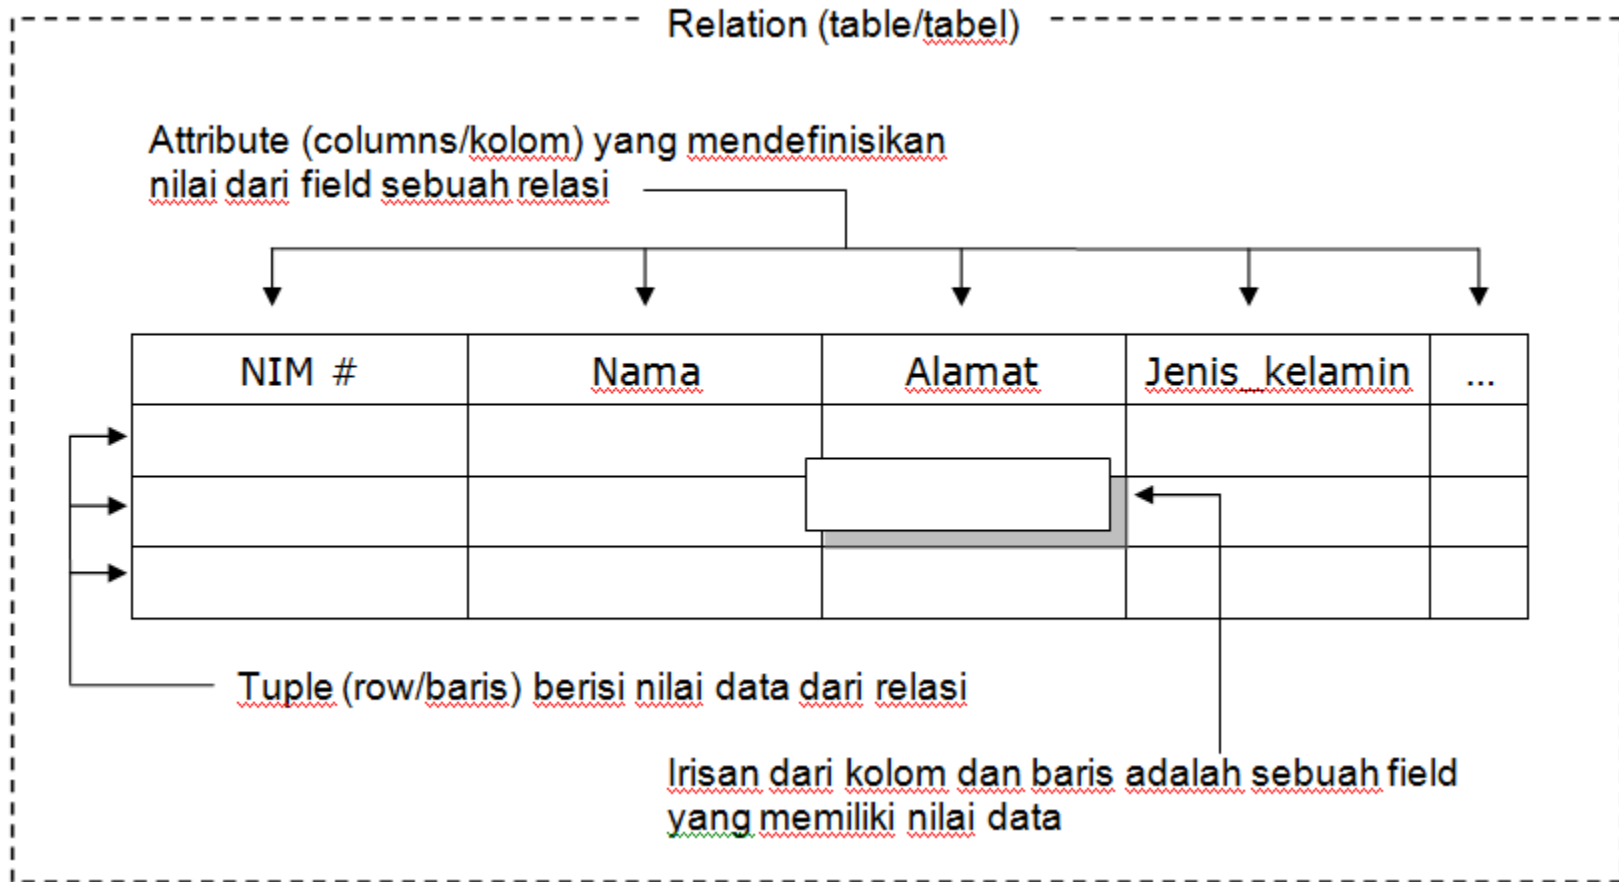 Relation (table/tabel)
Attribute (columns/kolom) yang mendefinisikan
nilai dari field sebuah relasi
NIM # Nama Alamat Jenis_kelamin ...
Tuple (row/baris) berisi nilai data dari relasi
Irisan dari kolom dan baris adalah sebuah field
yang memiliki nilai data